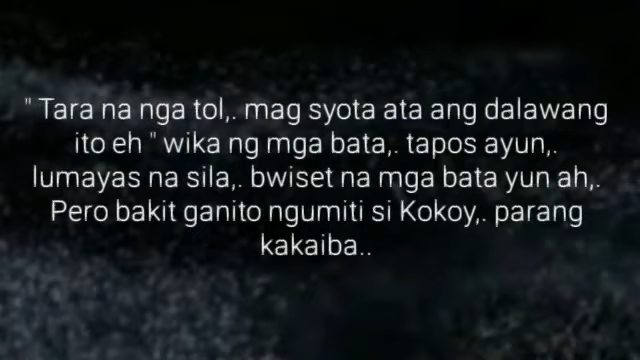 " Tara na nga tol,. mag syota ata ang dalawang
ito eh " wika ng mga bata,. tapos ayun,.
lumayas na sila,. bwiset na mga bata yun ah,.
Pero bakit ganito ngumiti si Kokoy,. parang
kakaiba..